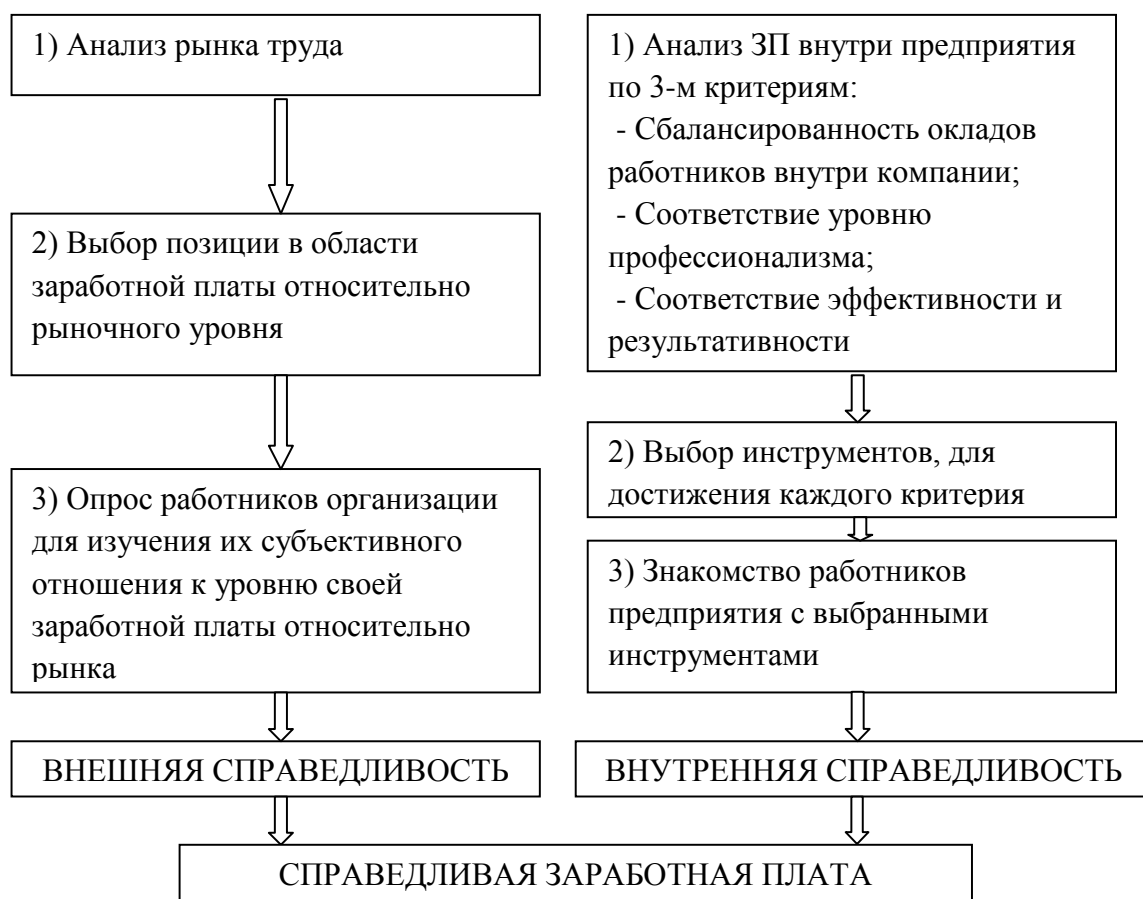 1) Анализ рынка труда
2) Выбор позиции в области
заработной платы относительно
рыночного уровня
3) Опрос работников организации
для изучения их субъективного
отношения к уровню своей
заработной платы относительно
рынка
ВНЕШНЯЯ СПРАВЕДЛИВОСТЬ
1) Анализ ЗП внутри предприятия
по 3-м критериям:
- Сбалансированность окладов
работников внутри компании;
- Соответствие уровню
профессионализма;
- Соответствие эффективности и
результативности
2) Выбор инструментов, для
достижения каждого критерия
3) Знакомство работников
предприятия с выбранными
инструментами
ВНУТРЕННЯЯ СПРАВЕДЛИВОСТЬ
СПРАВЕДЛИВАЯ ЗАРАБОТНАЯ ПЛАТА